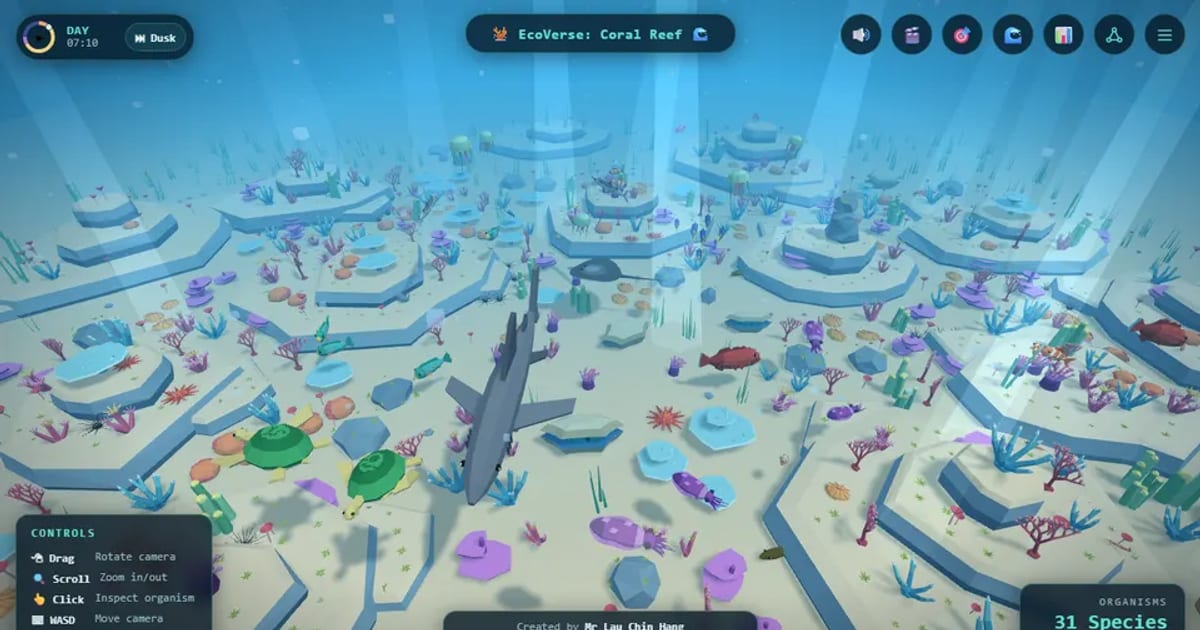 DAY
07:10
Dusk
EcoVerse: Coral Reef
CONTROLS
Drag Rotate camera
Scroll Zoom in/out
Click Inspect organism
WASD Move camera
Created by Mr Lau Chin Hang
ORGANISMS
31 Species